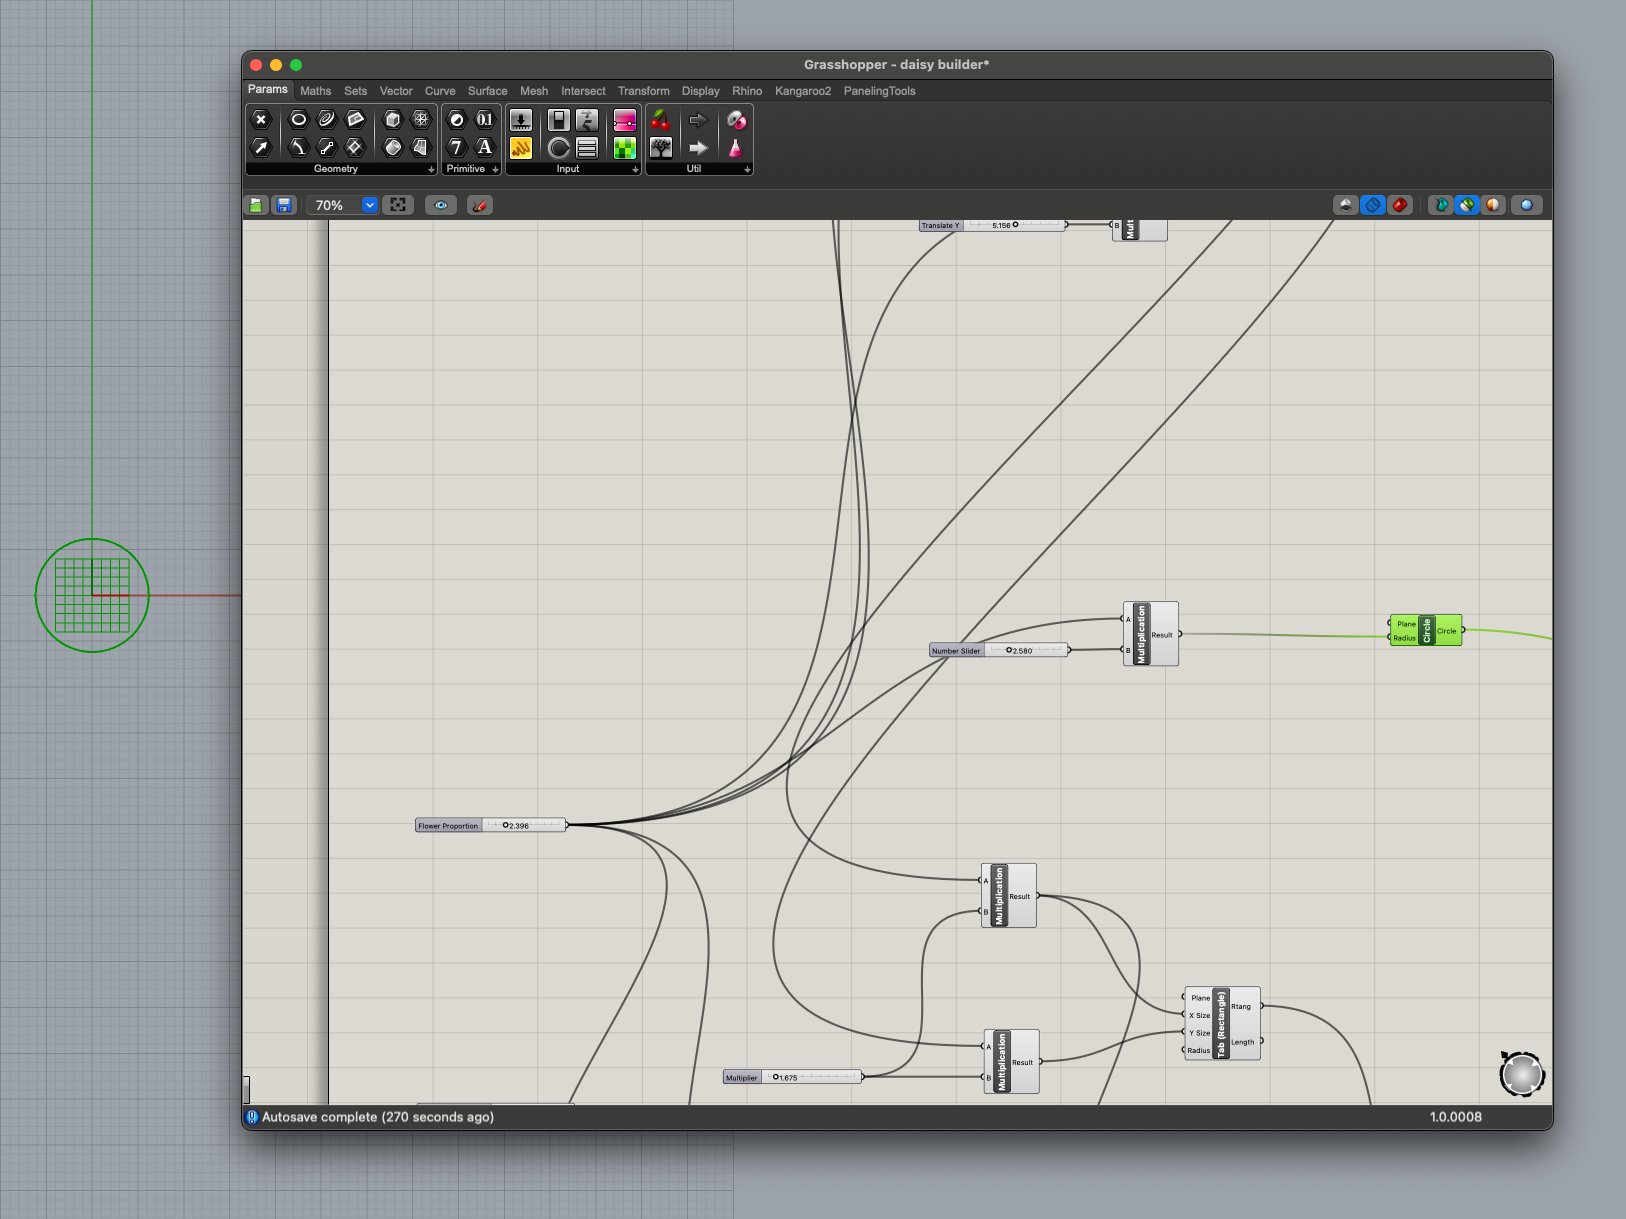 Grasshopper - daisy builder*
Params Maths Sets Vector Curve Surface Mesh Intersect Transform Display Rhino Kangaroo2 PanelingTools
0.1
7 A
Geometry Primitive Input Util
70%
Translate Y 5.156 B
A
Multiplication
Result
B
Number Slider 2.580
Plane
Radius
Circle
Circle
Flower Proportion 2.396
A
Multiplication
Result
B
Plane
X Size
Y Size
Radius
Tab (Rectangle)
Rtang
Length
A
Multiplication
Result
B
Multiplier 1.675
Autosave complete (270 seconds ago) 1.0.0008